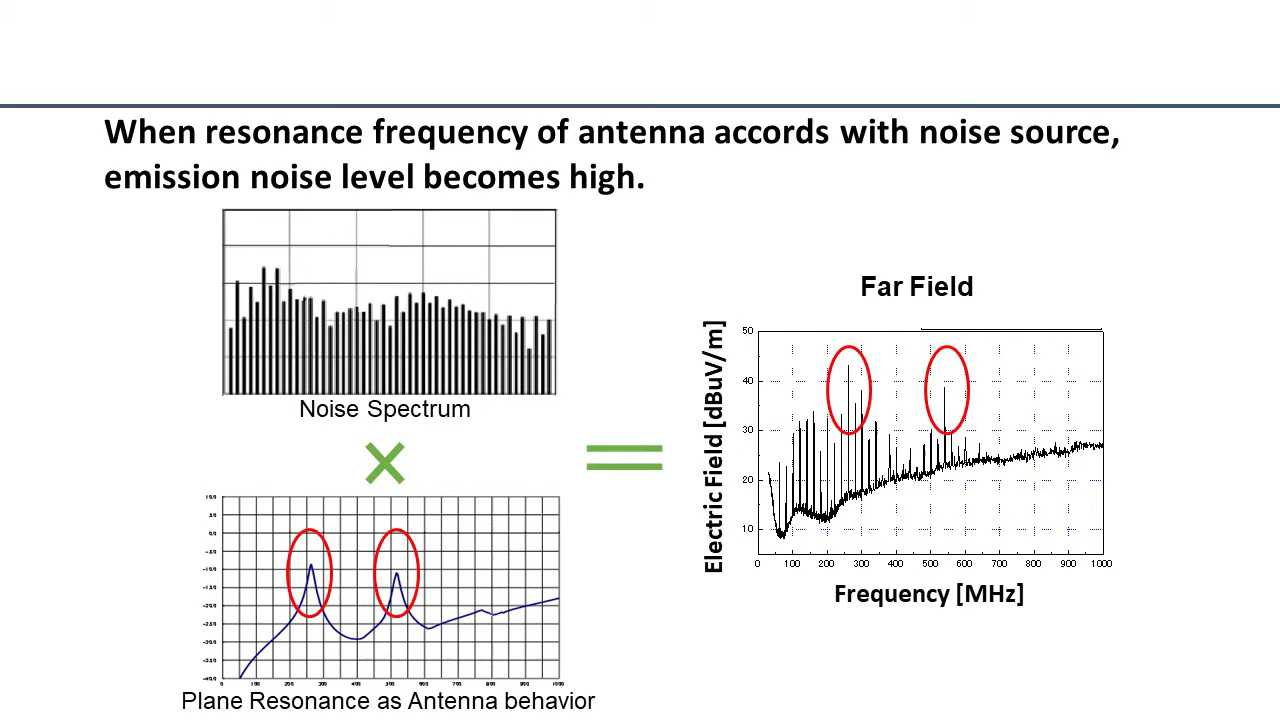 When resonance frequency of antenna accords with noise source,
emission noise level becomes high.
Noise Spectrum
×
=
Plane Resonance as Antenna behavior
Far Field
Electric Field [dBuV/m]
50
40
30
20
10
0 100 200 300 400 500 600 700 800 900 1000
Frequency [MHz]